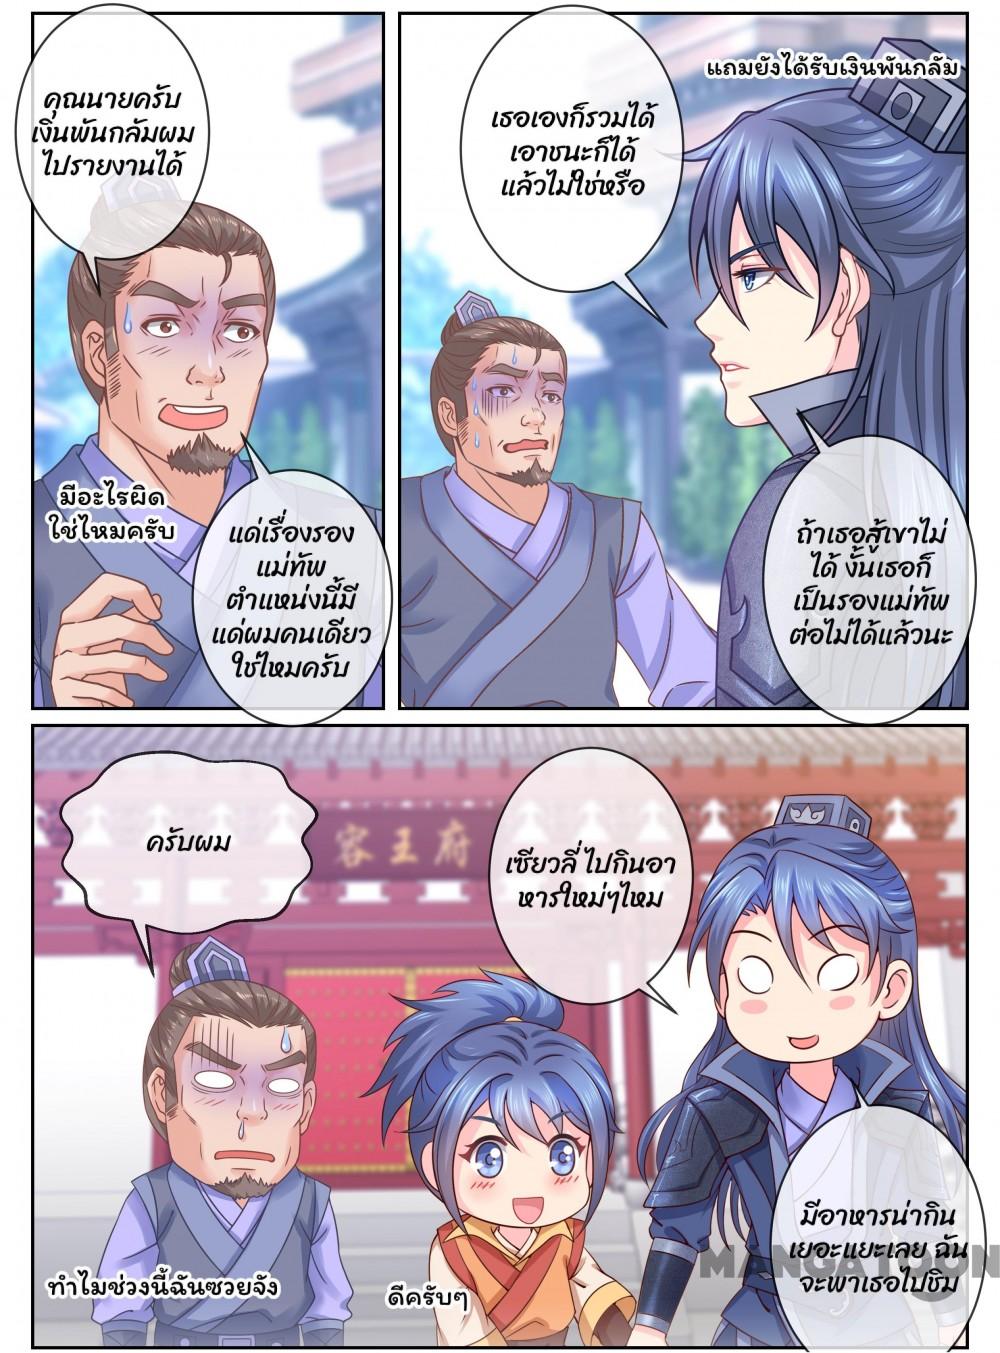 คุณนายครับ
เงินพันกลัมผม
ไปรายงานได้
มีอะไรผิด
ใช่ไหมครับ
แด่เรื่องรอง
แม่ทัพ
ตำแหน่งนี้มี
แด่ผมคนเดียว
ใช่ไหมครับ
แถมยังได้รับเงินพันกลัม
เธอเองก็รวมได้
เอาชนะก็ได้
แล้วไม่ใช่หรือ
ถ้าเธอสู้เขาไม่
ได้ งั้นเธอก็
เป็นรองแม่ทัพ
ต่อไม่ได้แล้วนะ
ครับผม
容王府
เซียวลี่ ไปกินอา
หารใหม่ๆไหม
มีอาหารน่ากิน
เยอะแยะเลย ฉัน
จะพาเธอไปชิม
ทำไมช่วงนี้ฉันซวยจัง
ดีครับๆ
MANGATOON